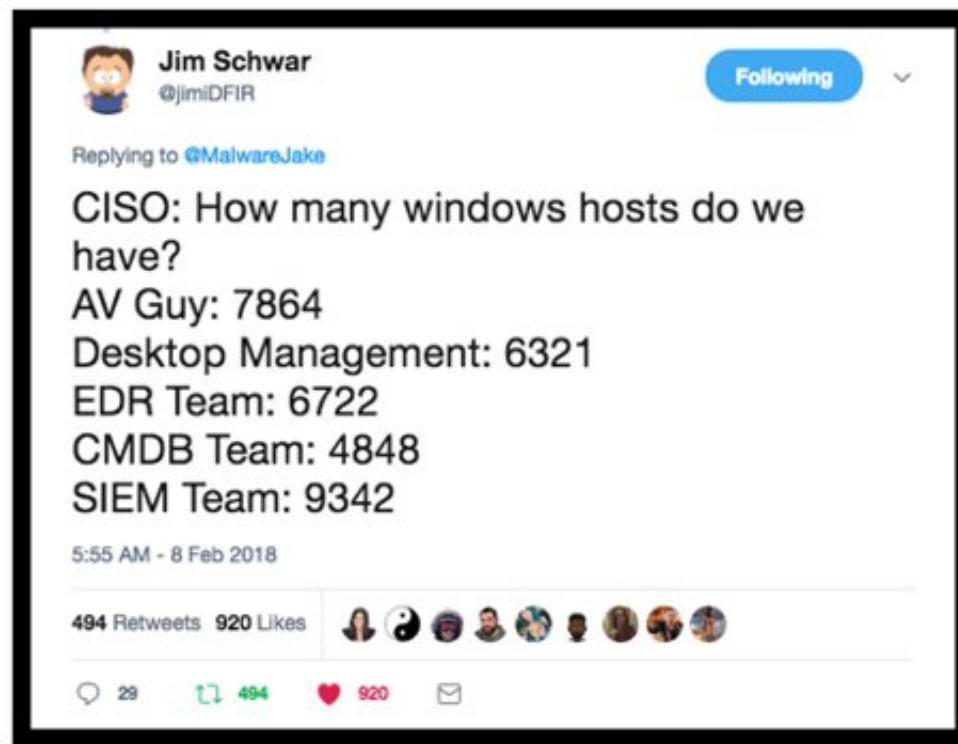 Jim Schwar
@jimiDFIR
Following
Replying to @MalwareJake
CISO: How many windows hosts do we
have?
AV Guy: 7864
Desktop Management: 6321
EDR Team: 6722
CMDB Team: 4848
SIEM Team: 9342
5:55 AM - 8 Feb 2018
494 Retweets 920 Likes
29 494 920